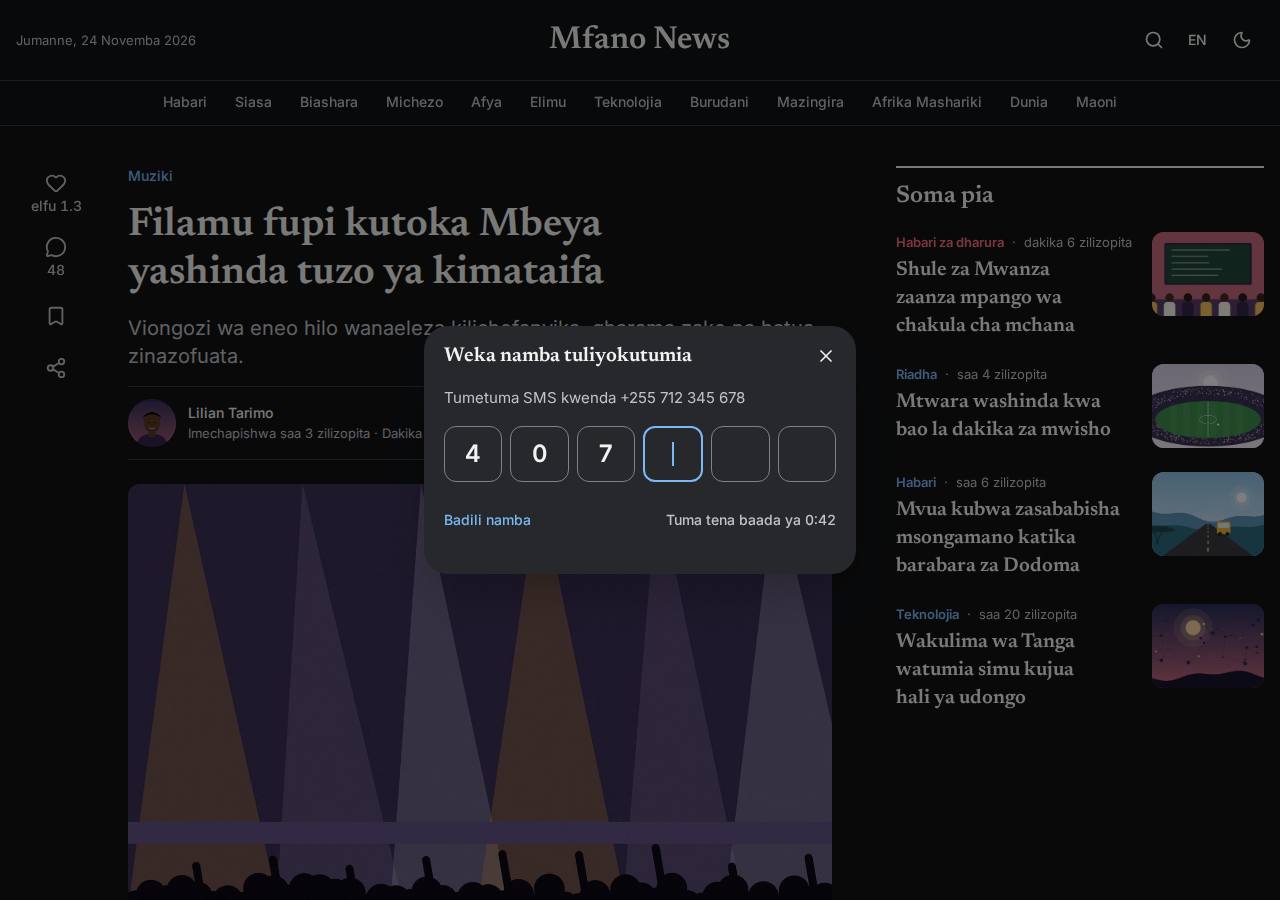 Jumanne, 24 Novemba 2026
Mfano News
EN
Habari Siasa Biashara Michezo Afya Elimu Teknolojia Burudani Mazingira Afrika Mashariki Dunia Maoni
elfu 1.3
48
Muziki
Filamu fupi kutoka Mbeya
yashinda tuzo ya kimataifa
Viongozi wa eneo hilo wanaeleza
zinazofuata.
Lilian Tarimo
Imechapishwa saa 3 zilizopita · Dakika
Weka namba tuliyokutumia
Tumetuma SMS kwenda +255 712 345 678
4 0 7
Badili namba
Tuma tena baada ya 0:42
Soma pia
Habari za dharura · dakika 6 zilizopita
Shule za Mwanza
zaanza mpango wa
chakula cha mchana
Riadha · saa 4 zilizopita
Mtwara washinda kwa
bao la dakika za mwisho
Habari · saa 6 zilizopita
Mvua kubwa zasababisha
msongamano katika
barabara za Dodoma
Teknolojia · saa 20 zilizopita
Wakulima wa Tanga
watumia simu kujua
hali ya udongo